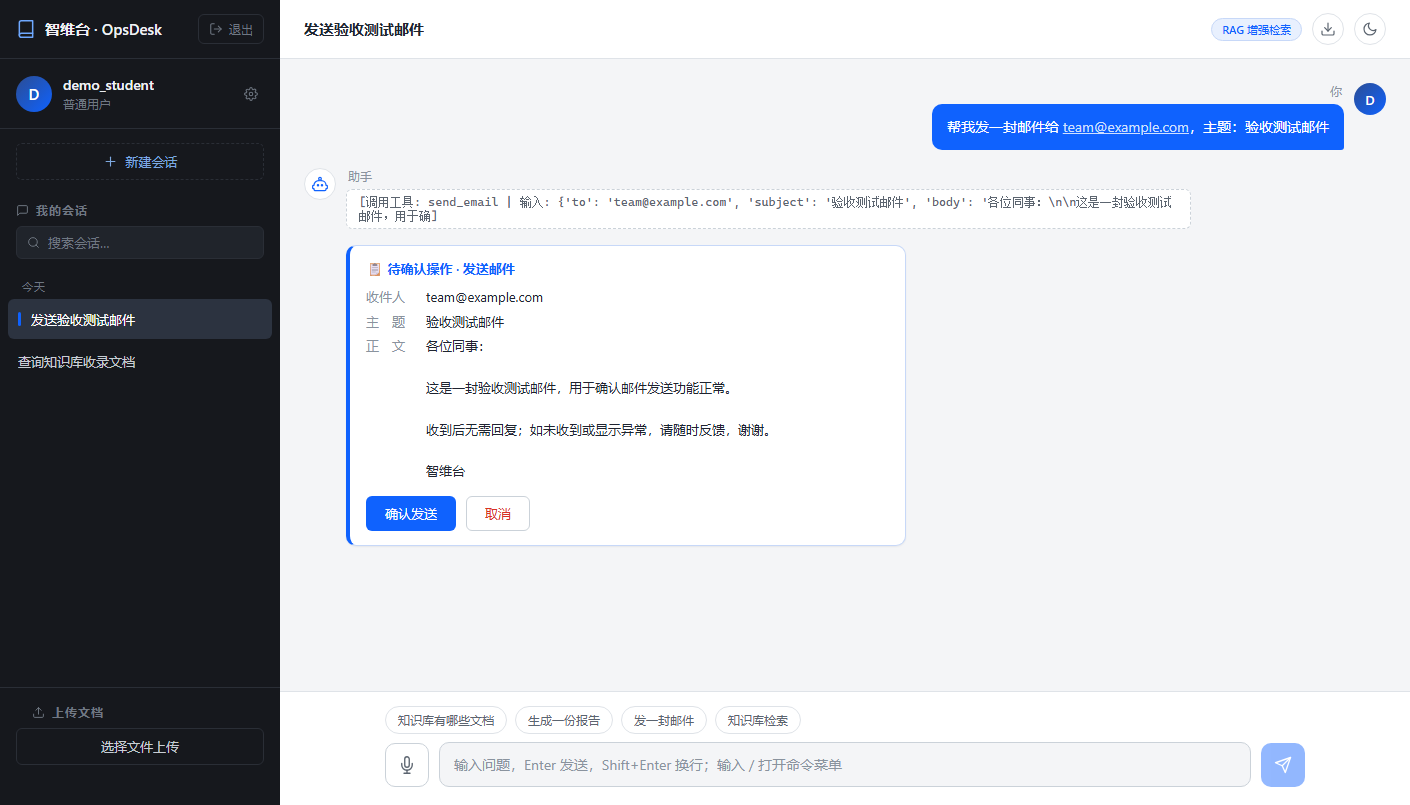 智维台 · OpsDesk
退出
D
demo_student
普通用户
+ 新建会话
我的会话
搜索会话...
今天
发送验收测试邮件
查询知识库收录文档
上传文档
选择文件上传
发送验收测试邮件
RAG 增强检索
你
D
帮我发一封邮件给 team@example.com，主题：验收测试邮件
助手
[调用工具: send_email | 输入: {'to': 'team@example.com', 'subject': '验收测试邮件', 'body': '各位同事：\n\n这是一封验收测试
邮件，用于确]
待确认操作 · 发送邮件
收件人 team@example.com
主 题 验收测试邮件
正 文 各位同事：
这是一封验收测试邮件，用于确认邮件发送功能正常。
收到后无需回复；如未收到或显示异常，请随时反馈，谢谢。
智维台
确认发送 取消
知识库有哪些文档 生成一份报告 发一封邮件 知识库检索
输入问题，Enter 发送，Shift+Enter 换行；输入 / 打开命令菜单